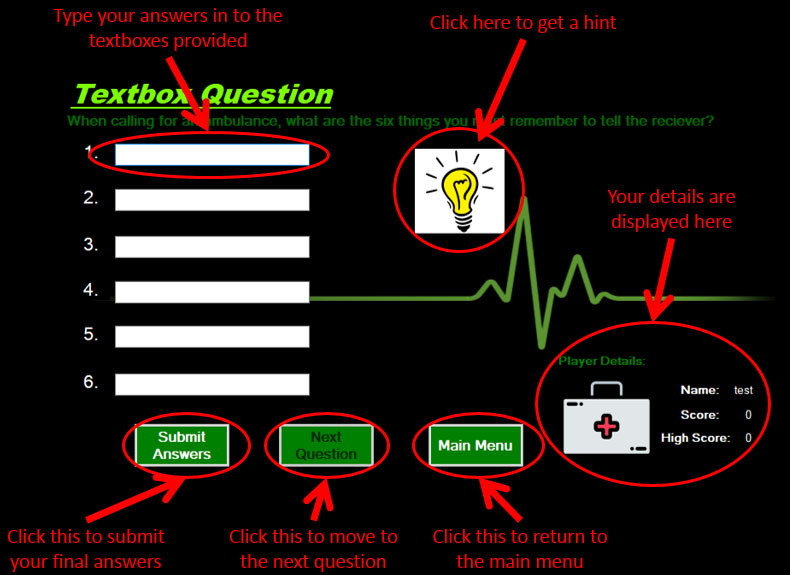 Type your answers in to the
textboxes provided
Click here to get a hint
Textbox Question
When calling for an ambulance, what are the six things you must remember to tell the reciever?
1.
2.
3.
4.
5.
6.
Your details are
displayed here
Player Details:
Name: test
Score: 0
High Score: 0
Submit
Answers
Next
Question
Main Menu
Click this to submit
your final answers
Click this to move to
the next question
Click this to return to
the main menu